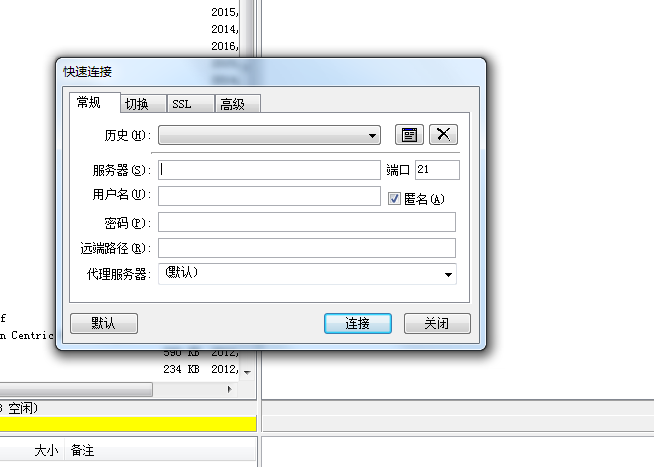 2015,
2014,
2016,
快速连接
常规 切换 SSL 高级
历史(H):
服务器(S): 端口 21
用户名(U): 匿名(A)
密码(P):
远端路径(R):
代理服务器: (默认)
默认 连接 关闭
f
n Centric
590 KB 2012,
234 KB 2012,
空闲)
大小 备注